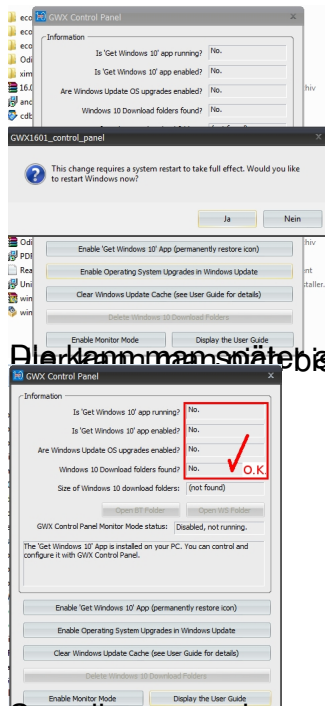 eco
GWX Control Panel
x
eco
Information
eco
Is 'Get Windows 10' app running? No.
Odi
xim
Is 'Get Windows 10' app enabled? No.
16.0
Are Windows Update OS upgrades enabled? No.
hiv
and
cdb
Windows 10 Download folders found? No.
GWX1601_control_panel
x
This change requires a system restart to take full effect. Would you like
to restart Windows now?
Ja
Nein
Odi
Enable 'Get Windows 10' App (permanently restore icon)
hiv
PDF
Rea
Enable Operating System Upgrades in Windows Update
nt
Uni
Clear Windows Update Cache (see User Guide for details)
staller.
win
win
Delete Windows 10 Download Folders
Enable Monitor Mode
Display the User Guide
kann man später
GWX Control Panel
x
Information
Is 'Get Windows 10' app running? No.
Is 'Get Windows 10' app enabled? No.
Are Windows Update OS upgrades enabled? No.
Windows 10 Download folders found? No.
O.K.
Size of Windows 10 download folders: (not found)
Open BT Folder
Open WS Folder
GWX Control Panel Monitor Mode status: Disabled, not running.
The 'Get Windows 10' App is installed on your PC. You can control and
configure it with GWX Control Panel.
Enable 'Get Windows 10' App (permanently restore icon)
Enable Operating System Upgrades in Windows Update
Clear Windows Update Cache (see User Guide for details)
Delete Windows 10 Download Folders
Enable Monitor Mode
Display the User Guide